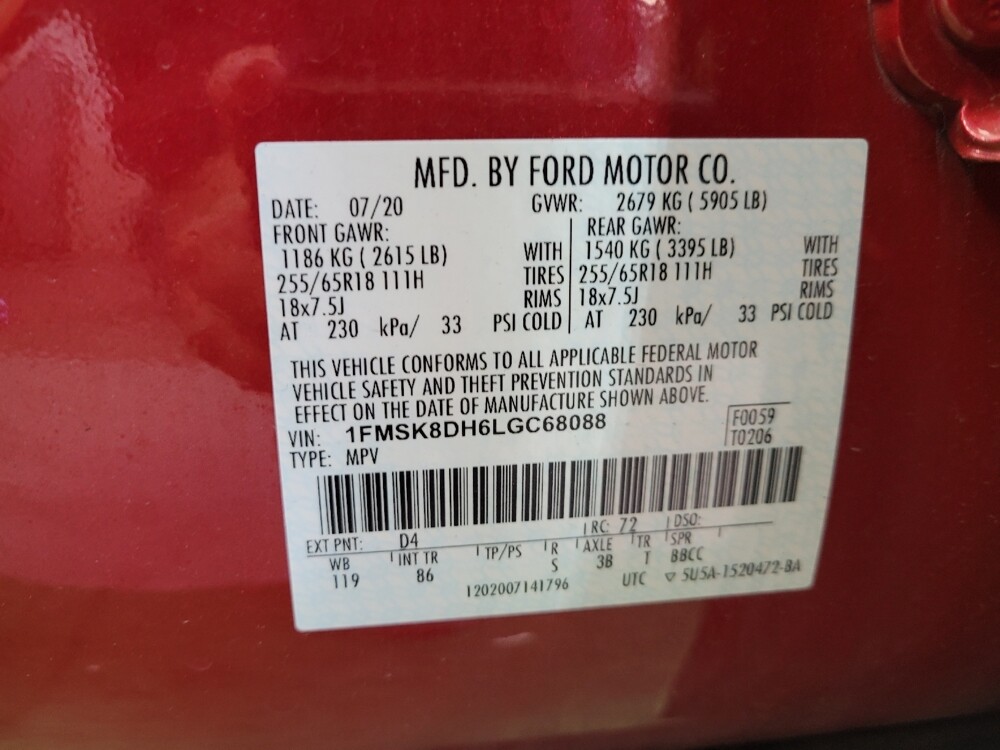 MFD. BY FORD MOTOR CO.
DATE: 07/20 GVWR: 2679 KG ( 5905 LB)
FRONT GAWR: REAR GAWR:
1186 KG ( 2615 LB) WITH 1540 KG ( 3395 LB) WITH
255/65R18 111H TIRES 255/65R18 111H TIRES
18x7.5J RIMS 18x7.5J RIMS
AT 230 kPa/ 33 PSI COLD AT 230 kPa/ 33 PSI COLD
THIS VEHICLE CONFORMS TO ALL APPLICABLE FEDERAL MOTOR
VEHICLE SAFETY AND THEFT PREVENTION STANDARDS IN
EFFECT ON THE DATE OF MANUFACTURE SHOWN ABOVE.
VIN: 1FMSK8DH6LGC68088 F0059
TYPE: MPV T0206
EXT PNT: D4 RC: 72 DSO:
WB INT TR TP/PS R AXLE TR SPR
119 86 S 3B T BBCC
1202007141796 UTC ▽ 5U5A-1520472-BA